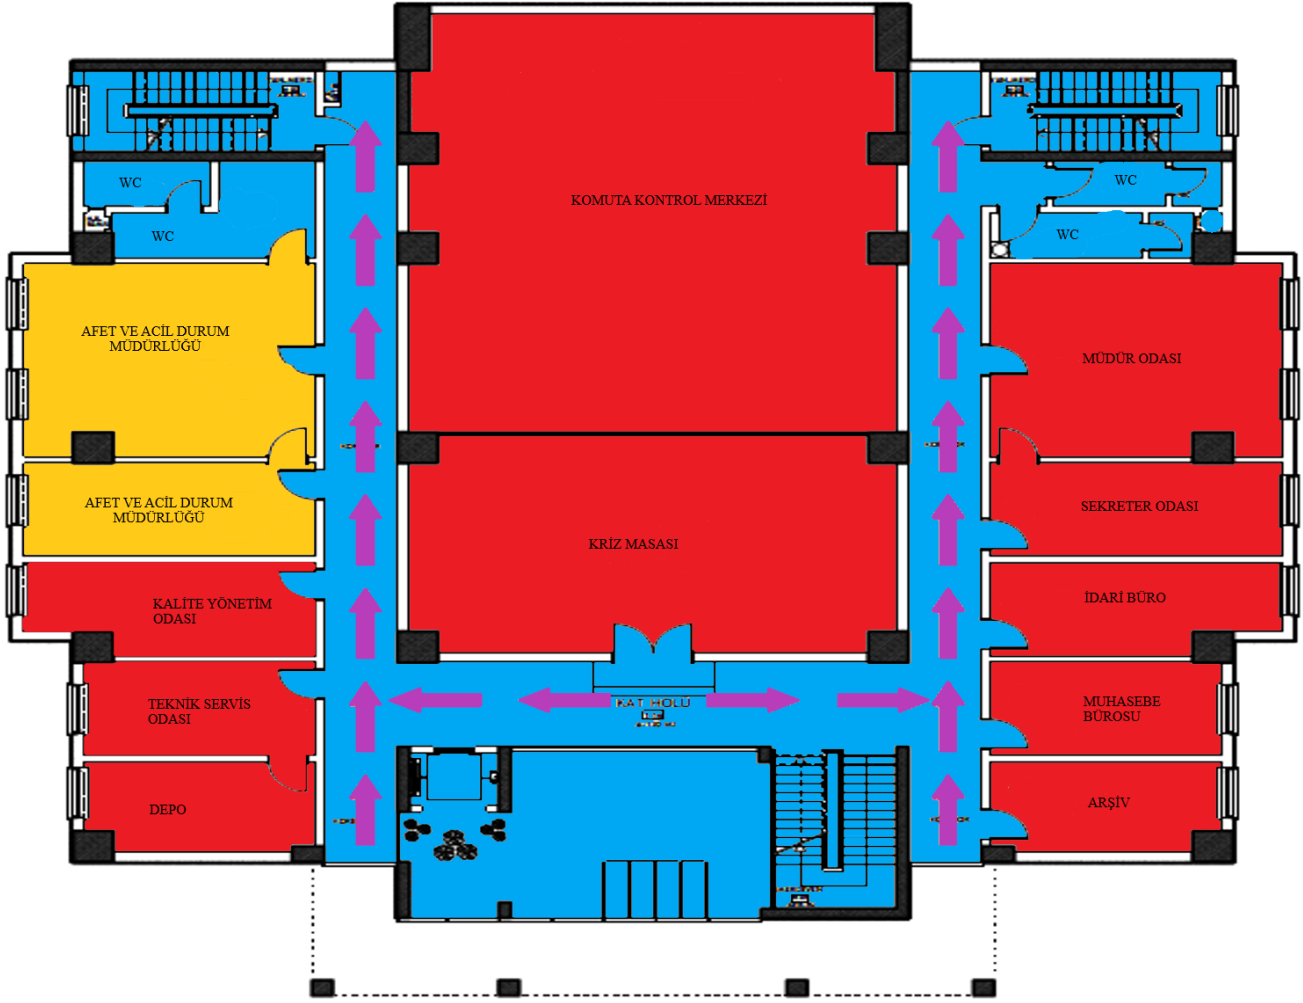 WC
WC
WC
WC
KOMUTA KONTROL MERKEZİ
AFET VE ACİL DURUM
MÜDÜRLÜĞÜ
MÜDÜR ODASI
AFET VE ACİL DURUM
MÜDÜRLÜĞÜ
SEKRETER ODASI
KRİZ MASASI
KALİTE YÖNETİM
ODASI
İDARİ BÜRO
TEKNİK SERVİS
ODASI
KAT HOLÜ
MUHASEBE
BÜROSU
DEPO
ARŞİV